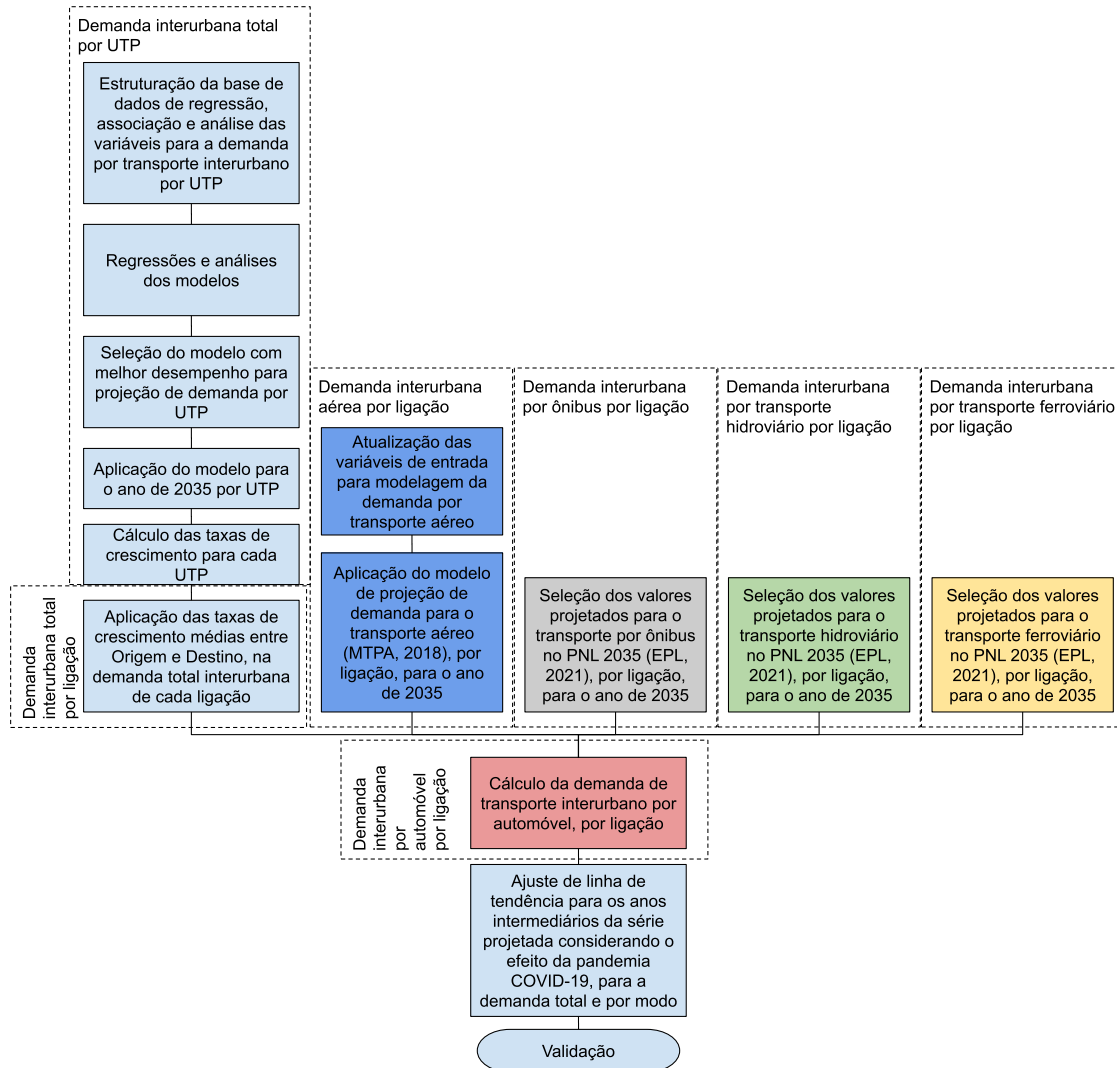 Demanda interurbana total
por UTP
Estruturação da base de
dados de regressão,
associação e análise das
variáveis para a demanda
por transporte interurbano
por UTP
Regressões e análises
dos modelos
Seleção do modelo com
melhor desempenho para
projeção de demanda por
UTP
Aplicação do modelo para
o ano de 2035 por UTP
Cálculo das taxas de
crescimento para cada
UTP
Demanda
interurbana total
por ligação
Aplicação das taxas de
crescimento médias entre
Origem e Destino, na
demanda total interurbana
de cada ligação
Demanda interurbana
aérea por ligação
Atualização das
variáveis de entrada
para modelagem da
demanda por
transporte aéreo
Aplicação do modelo
de projeção de
demanda para o
transporte aéreo
(MTPA, 2018), por
ligação, para o ano
de 2035
Demanda interurbana
por ônibus por ligação
Seleção dos valores
projetados para o
transporte por ônibus
no PNL 2035 (EPL,
2021), por ligação,
para o ano de 2035
Demanda interurbana
por transporte
hidroviário por ligação
Seleção dos valores
projetados para o
transporte hidroviário
no PNL 2035 (EPL,
2021), por ligação,
para o ano de 2035
Demanda interurbana
por transporte ferroviário
por ligação
Seleção dos valores
projetados para o
transporte ferroviário
no PNL 2035 (EPL,
2021), por ligação,
para o ano de 2035
Demanda
interurbana
por
automóvel
por ligação
Cálculo da demanda de
transporte interurbano por
automóvel, por ligação
Ajuste de linha de
tendência para os anos
intermediários da série
projetada considerando o
efeito da pandemia
COVID-19, para a
demanda total e por modo
Validação